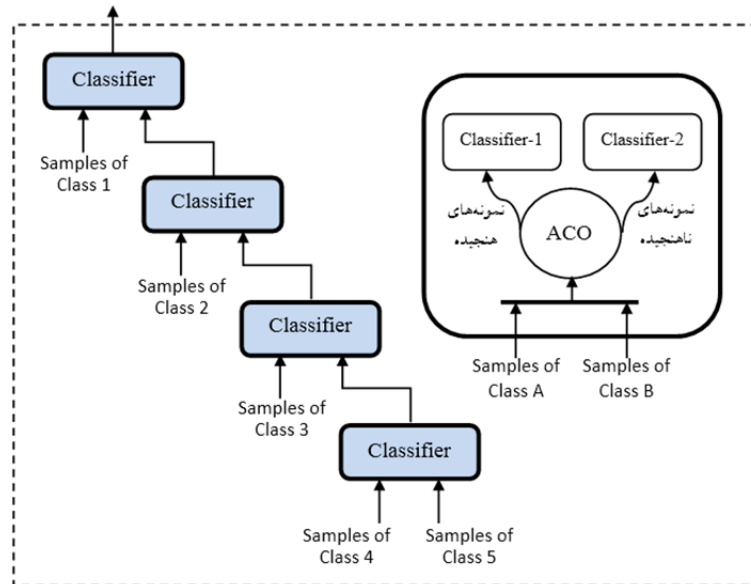 Classifier
Samples of
Class 1
Classifier
Samples of
Class 2
Classifier
Samples of
Class 3
Classifier
Samples of
Class 4
Samples of
Class 5
Classifier-1
Classifier-2
نمونه‌های
هنجیده
ACO
نمونه‌های
ناهنجیده
Samples of
Class A
Samples of
Class B